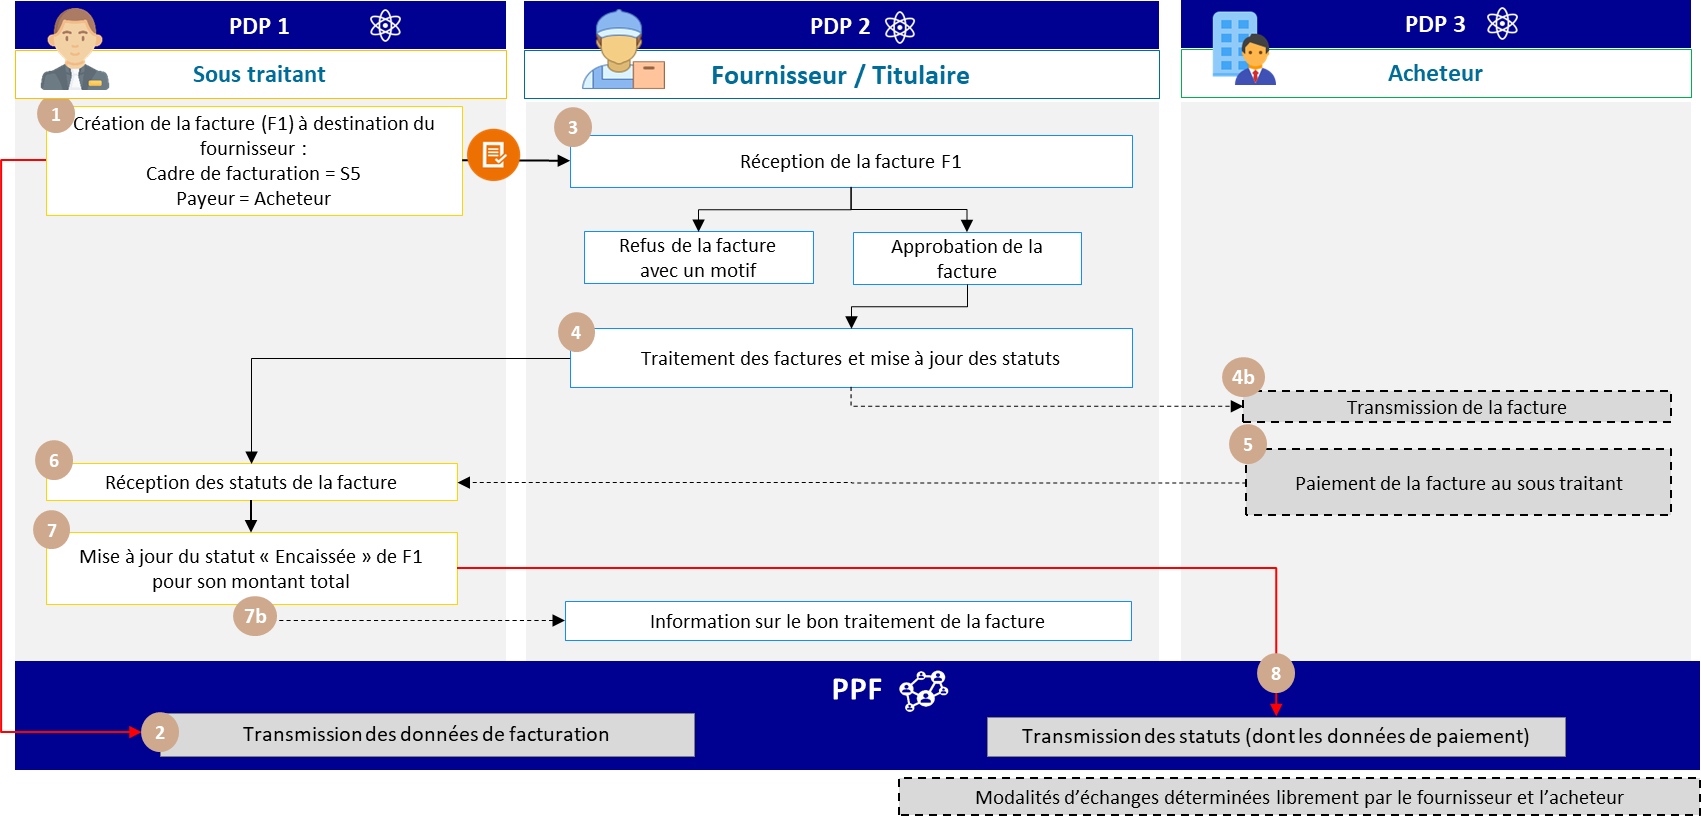 PDP 1
PDP 2
PDP 3
Sous traitant
Fournisseur / Titulaire
Acheteur
1
Création de la facture (F1) à destination du
fournisseur :
Cadre de facturation = S5
Payeur = Acheteur
3
Réception de la facture F1
Refus de la facture
avec un motif
Approbation de la
facture
4
Traitement des factures et mise à jour des statuts
4b
Transmission de la facture
5
Paiement de la facture au sous traitant
6
Réception des statuts de la facture
7
Mise à jour du statut « Encaissée » de F1
pour son montant total
7b
Information sur le bon traitement de la facture
8
PPF
2
Transmission des données de facturation
Transmission des statuts (dont les données de paiement)
Modalités d’échanges déterminées librement par le fournisseur et l’acheteur